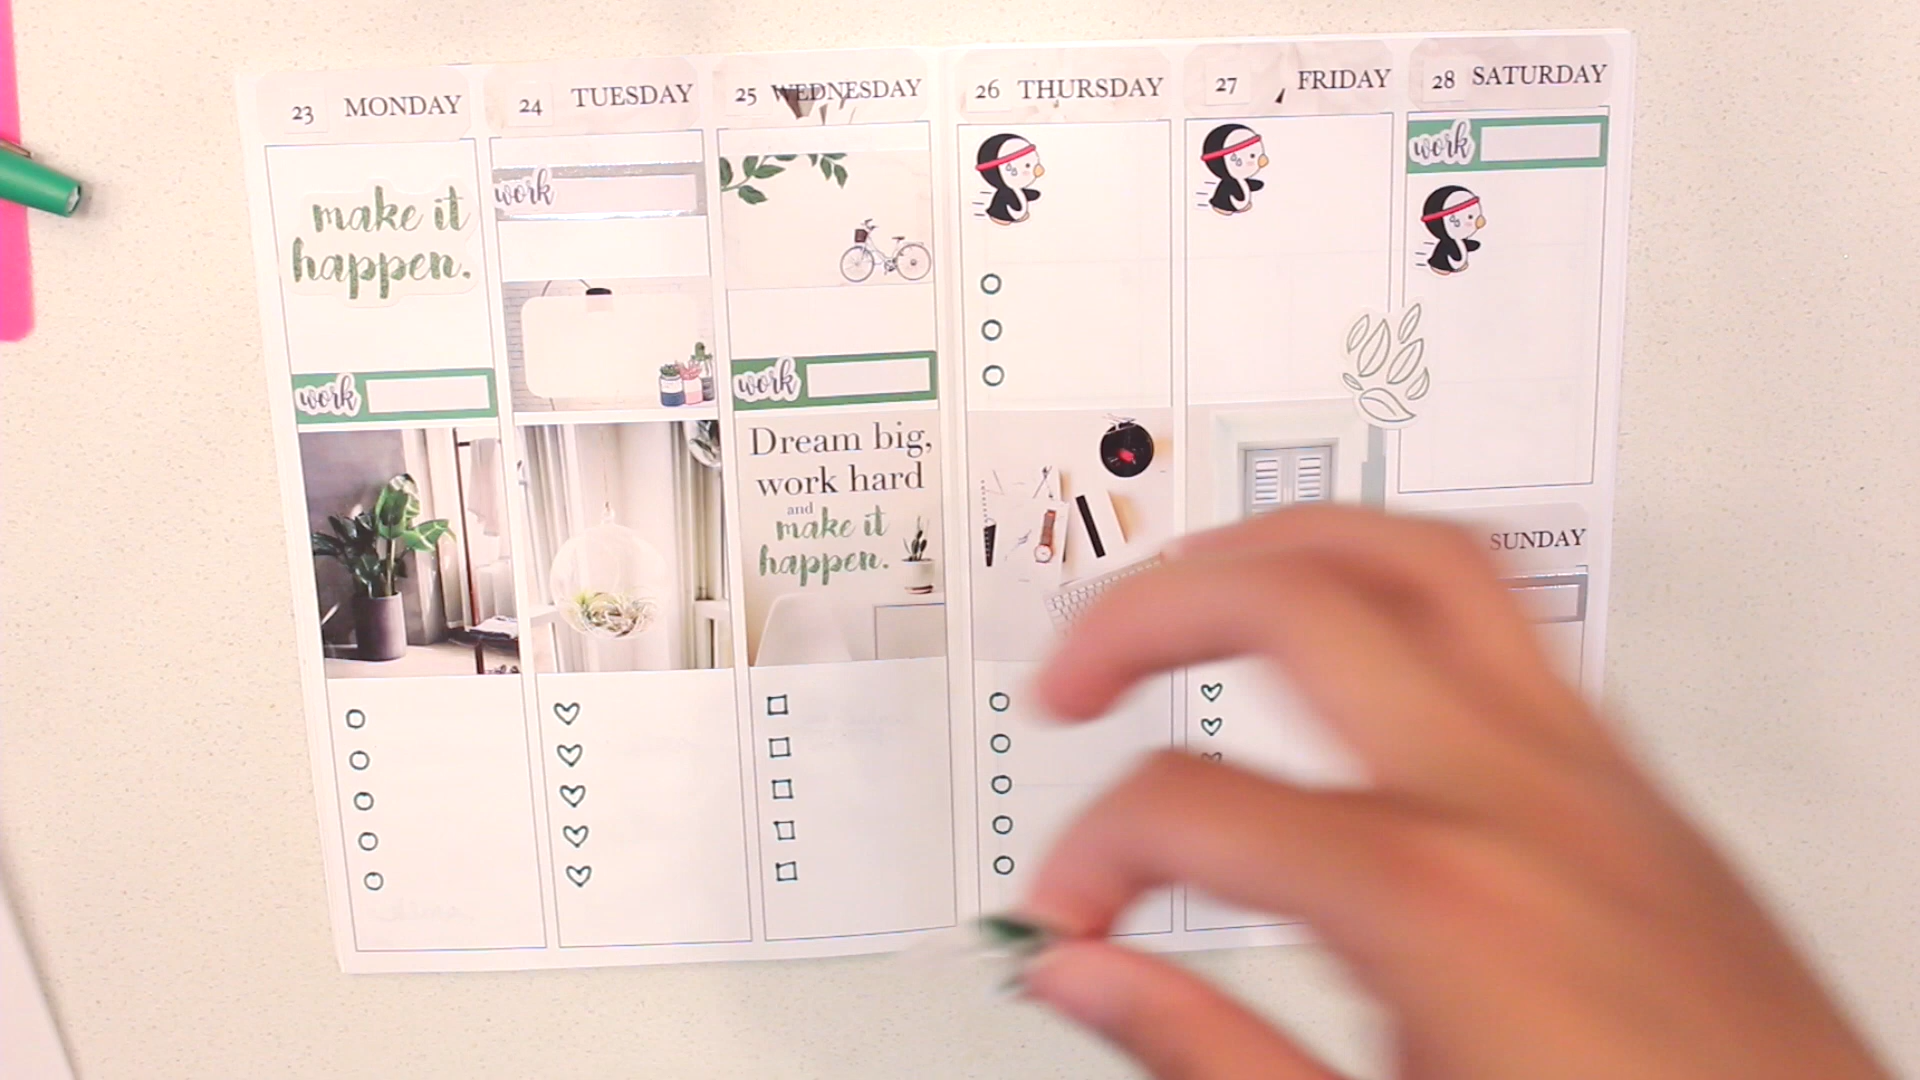 23 MONDAY
24 TUESDAY
25 WEDNESDAY
26 THURSDAY
27 FRIDAY
28 SATURDAY
make it
happen.
work
work
work
Dream big,
work hard
and
make it
happen.
work
SUNDAY